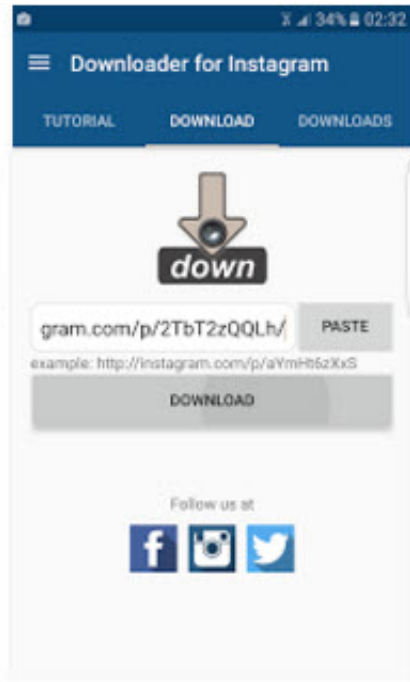 34% 02:32
Downloader for Instagram
TUTORIAL DOWNLOAD DOWNLOADS
down
gram.com/p/2TbT2zQQLh/ PASTE
example: http://instagram.com/p/aYmHt6zXxS
DOWNLOAD
Follow us at